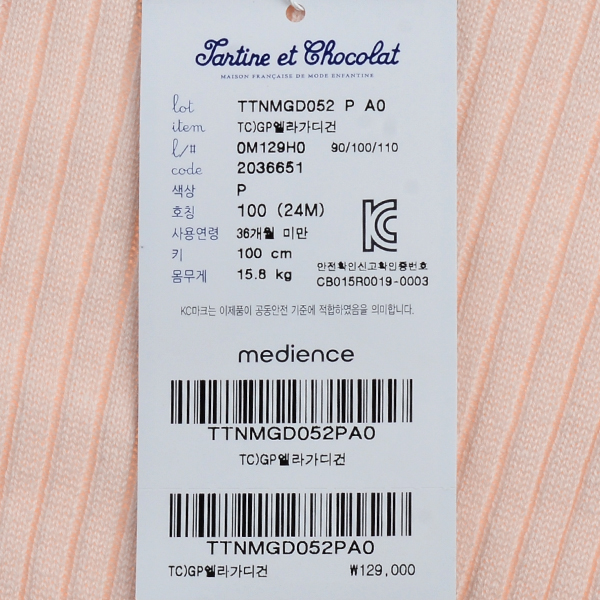 Tartine et Chocolat
MAISON FRANÇAISE DE MODE ENFANTINE
lot TTNMGD052 P A0
item TC)GP엘라가디건
l/# 0M129H0 90/100/110
code 2036651
색상 P
호칭 100 (24M)
사용연령 36개월 미만
키 100 cm
몸무게 15.8 kg
안전확인신고확인증번호
CB015R0019-0003
KC마크는 이제품이 공동안전 기준에 적합하였음을 의미합니다.
medience
TTNMGD052PA0
TC)GP엘라가디건
TTNMGD052PA0
TC)GP엘라가디건 ₩129,000